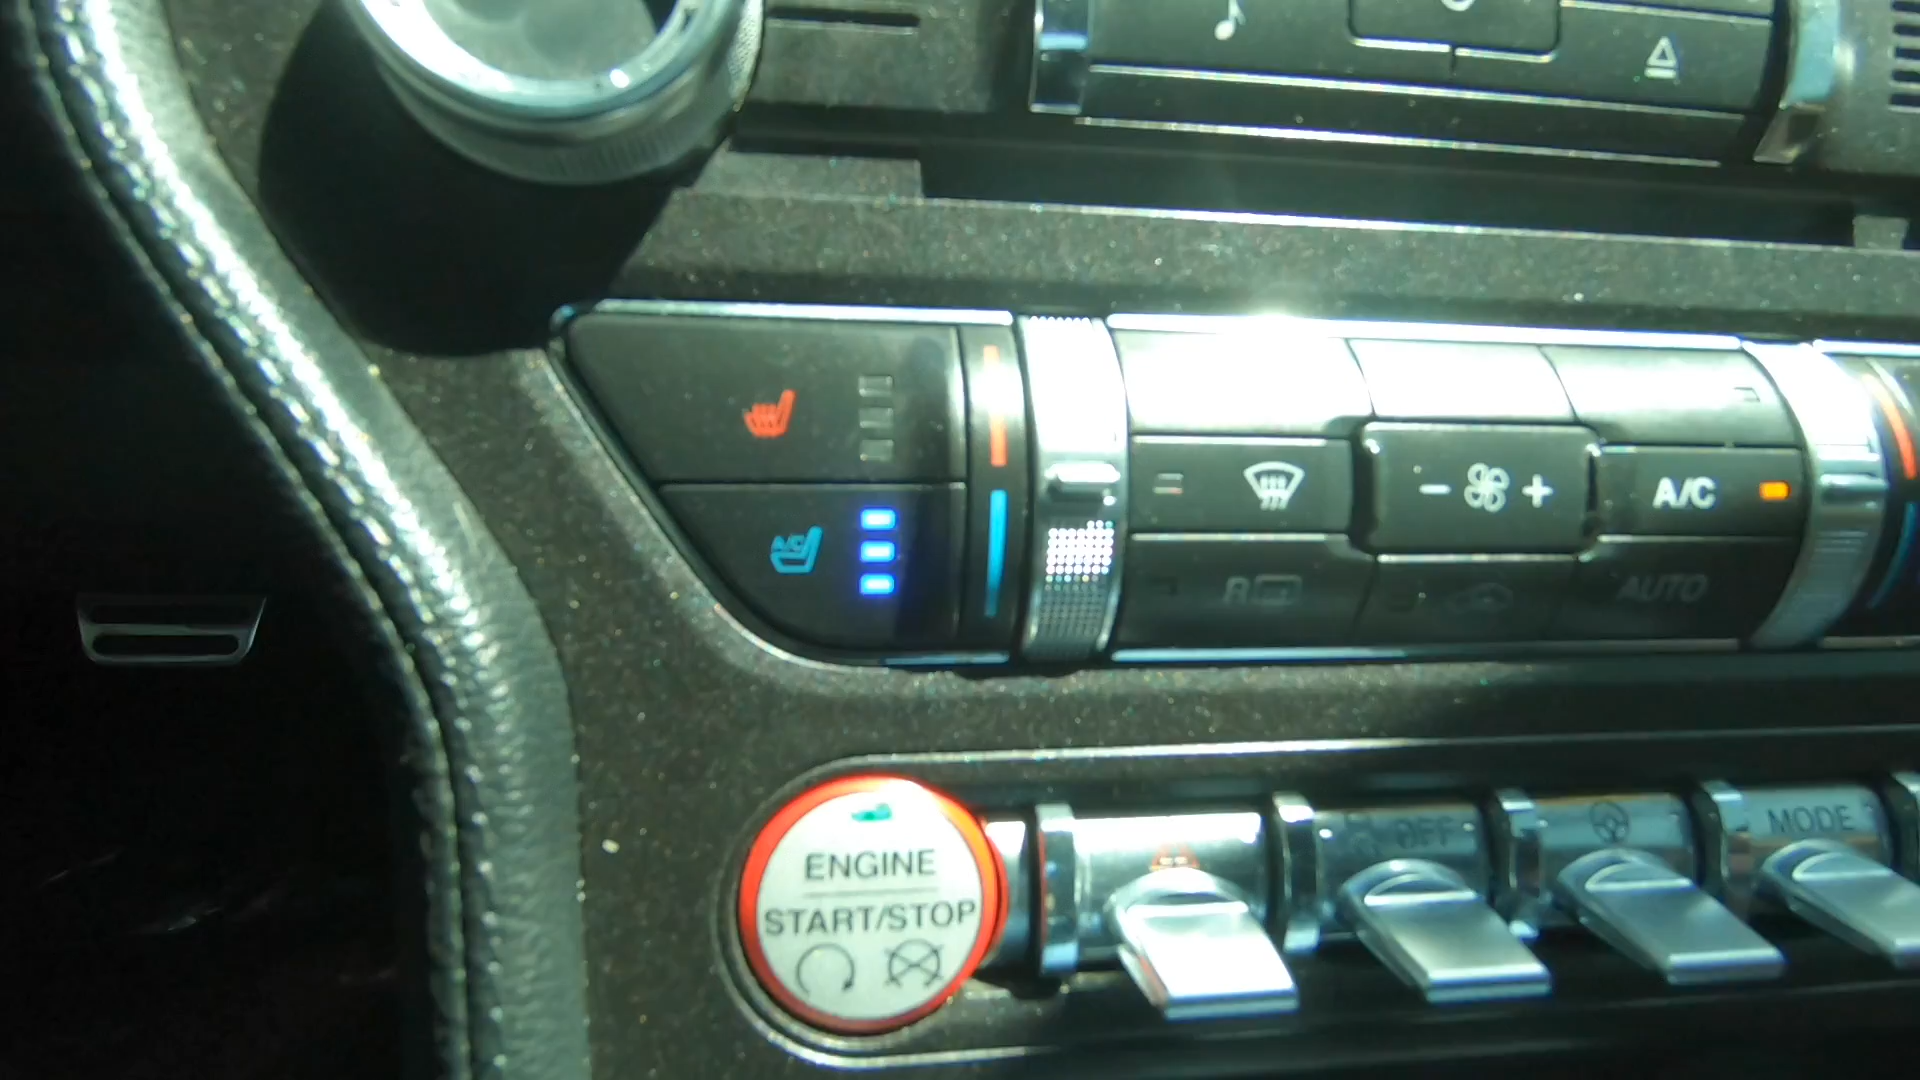 A/C
A/C
R
AUTO
ENGINE
START/STOP
OFF
MODE